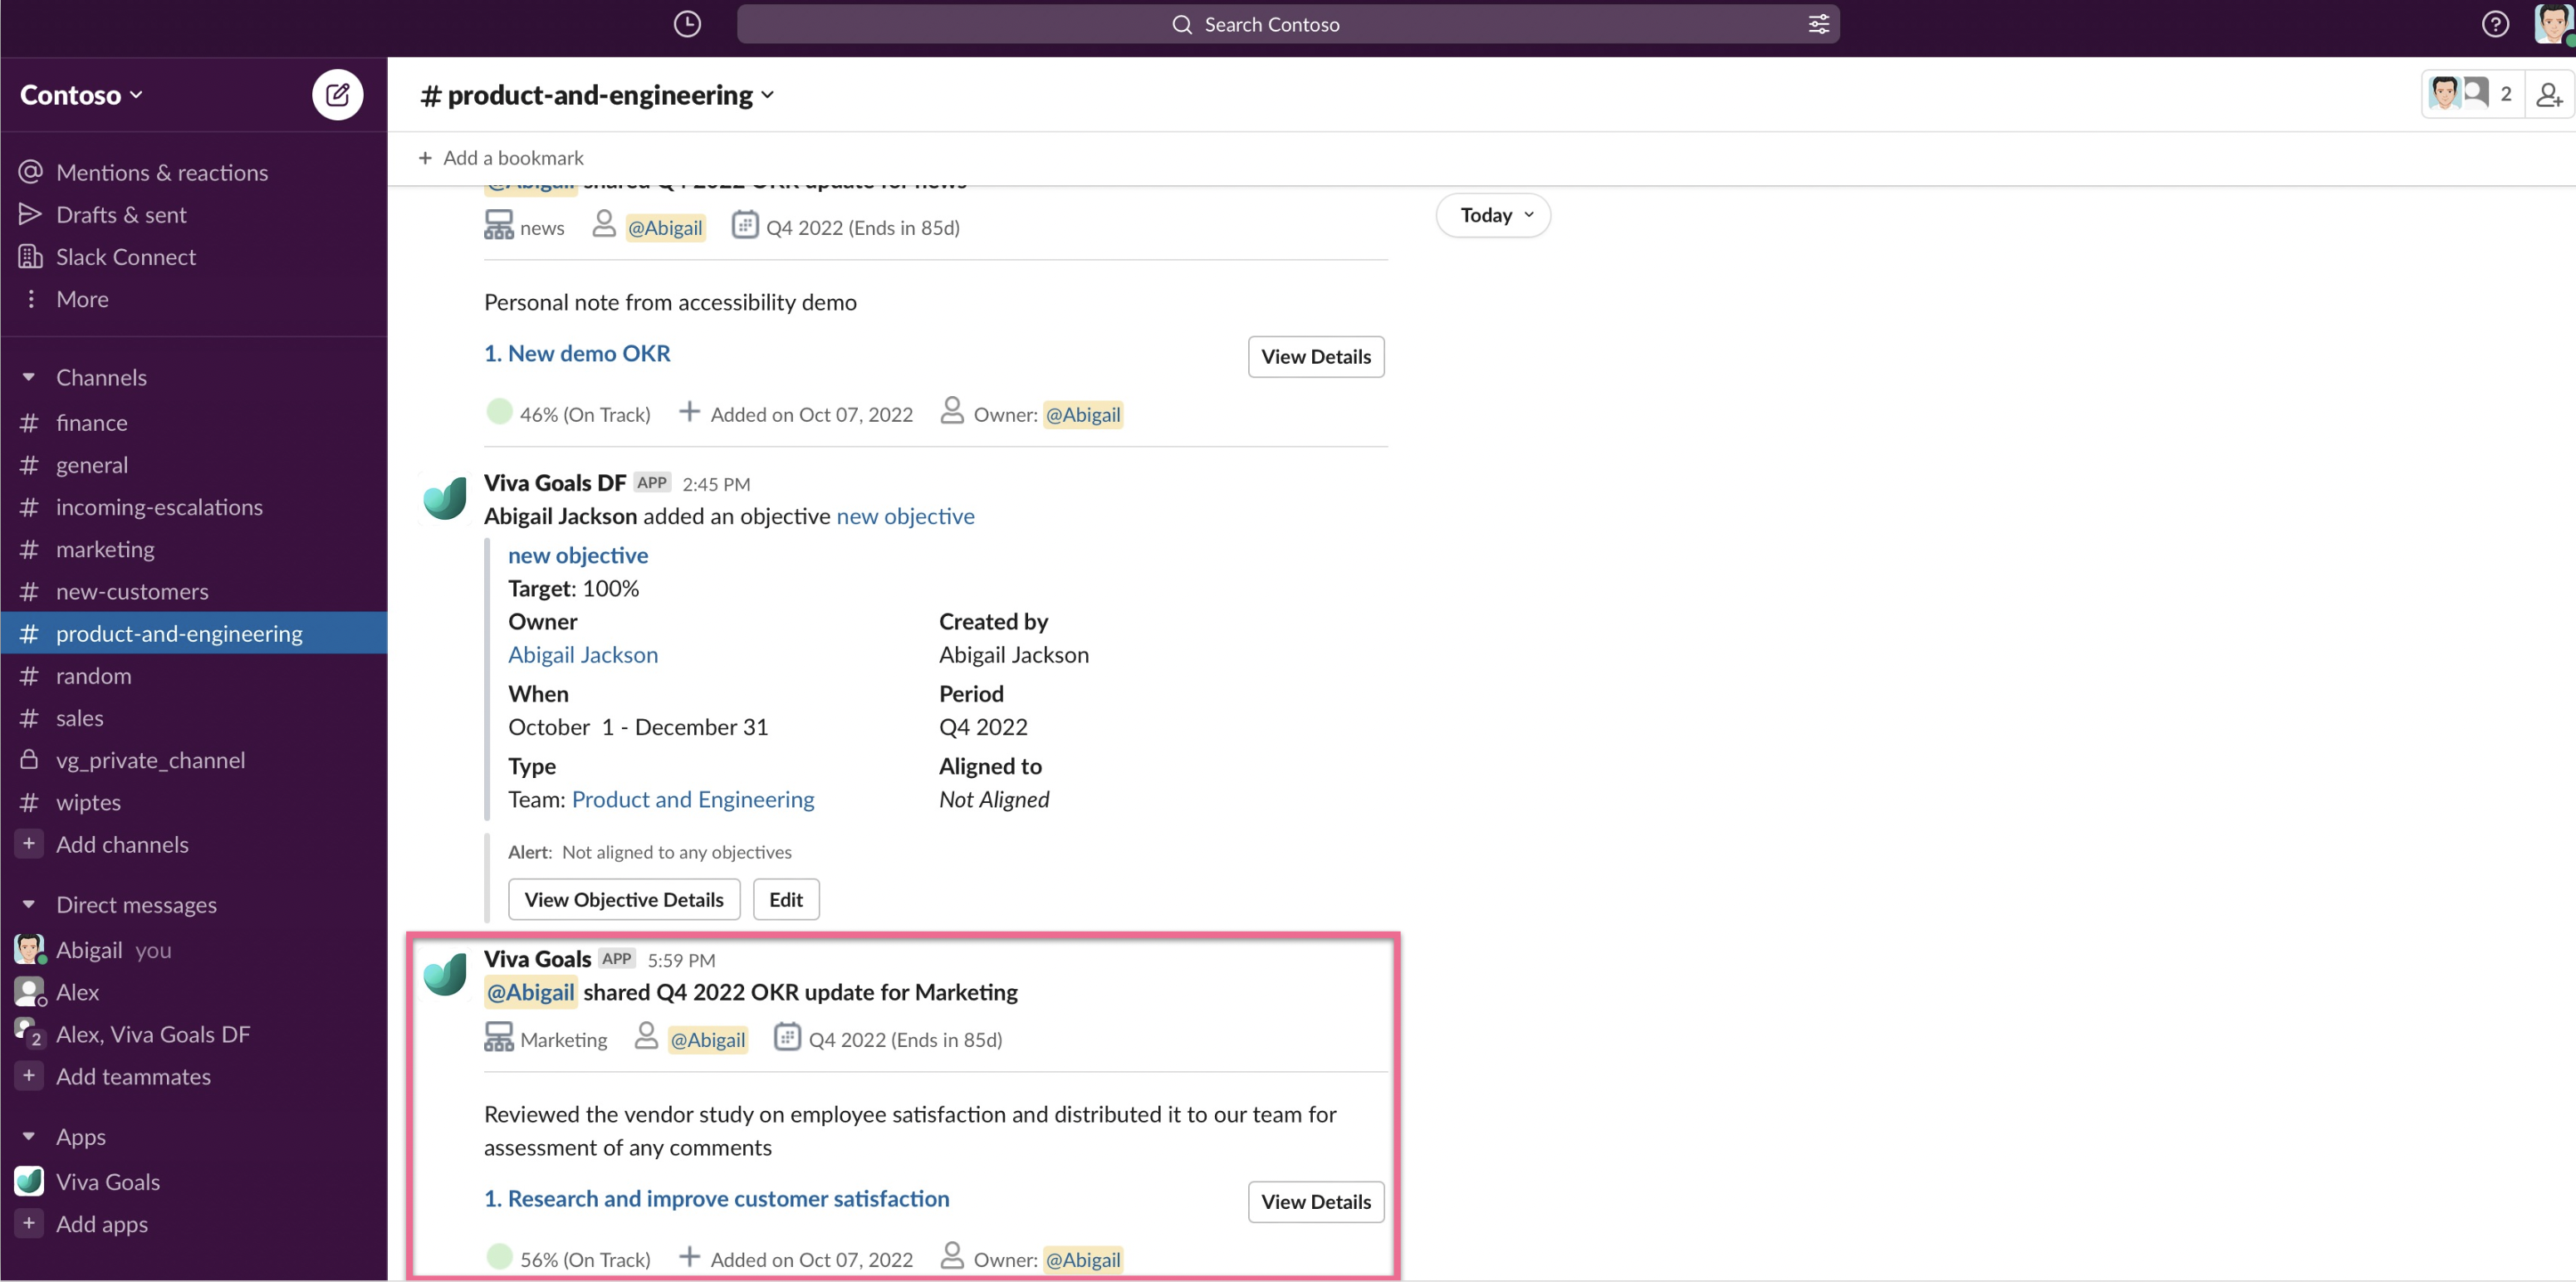 Search Contoso
Contoso
# product-and-engineering
2
+ Add a bookmark
Mentions & reactions
Drafts & sent
Slack Connect
More
Channels
# finance
# general
# incoming-escalations
# marketing
# new-customers
# product-and-engineering
# random
# sales
vg_private_channel
# wiptes
+ Add channels
Direct messages
Abigail you
Alex
2 Alex, Viva Goals DF
+ Add teammates
Apps
Viva Goals
+ Add apps
@Abigail shared Q4 2022 OKR update for news
Today
news @Abigail Q4 2022 (Ends in 85d)
Personal note from accessibility demo
1. New demo OKR
View Details
46% (On Track) + Added on Oct 07, 2022 Owner: @Abigail
Viva Goals DF APP 2:45 PM
Abigail Jackson added an objective new objective
new objective
Target: 100%
Owner Created by
Abigail Jackson Abigail Jackson
When Period
October 1 - December 31 Q4 2022
Type Aligned to
Team: Product and Engineering Not Aligned
Alert: Not aligned to any objectives
View Objective Details Edit
Viva Goals APP 5:59 PM
@Abigail shared Q4 2022 OKR update for Marketing
Marketing @Abigail Q4 2022 (Ends in 85d)
Reviewed the vendor study on employee satisfaction and distributed it to our team for
assessment of any comments
1. Research and improve customer satisfaction
View Details
56% (On Track) + Added on Oct 07, 2022 Owner: @Abigail